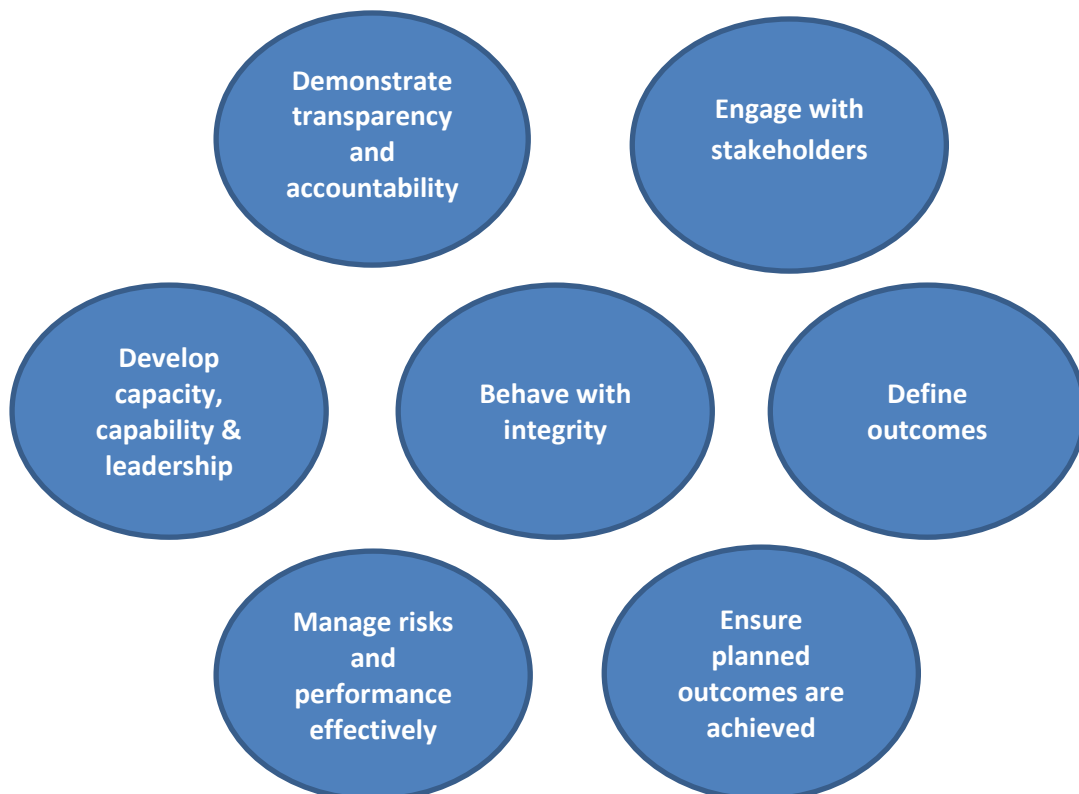 Demonstrate
transparency
and
accountability
Engage with
stakeholders
Develop
capacity,
capability &
leadership
Behave with
integrity
Define
outcomes
Manage risks
and
performance
effectively
Ensure
planned
outcomes are
achieved